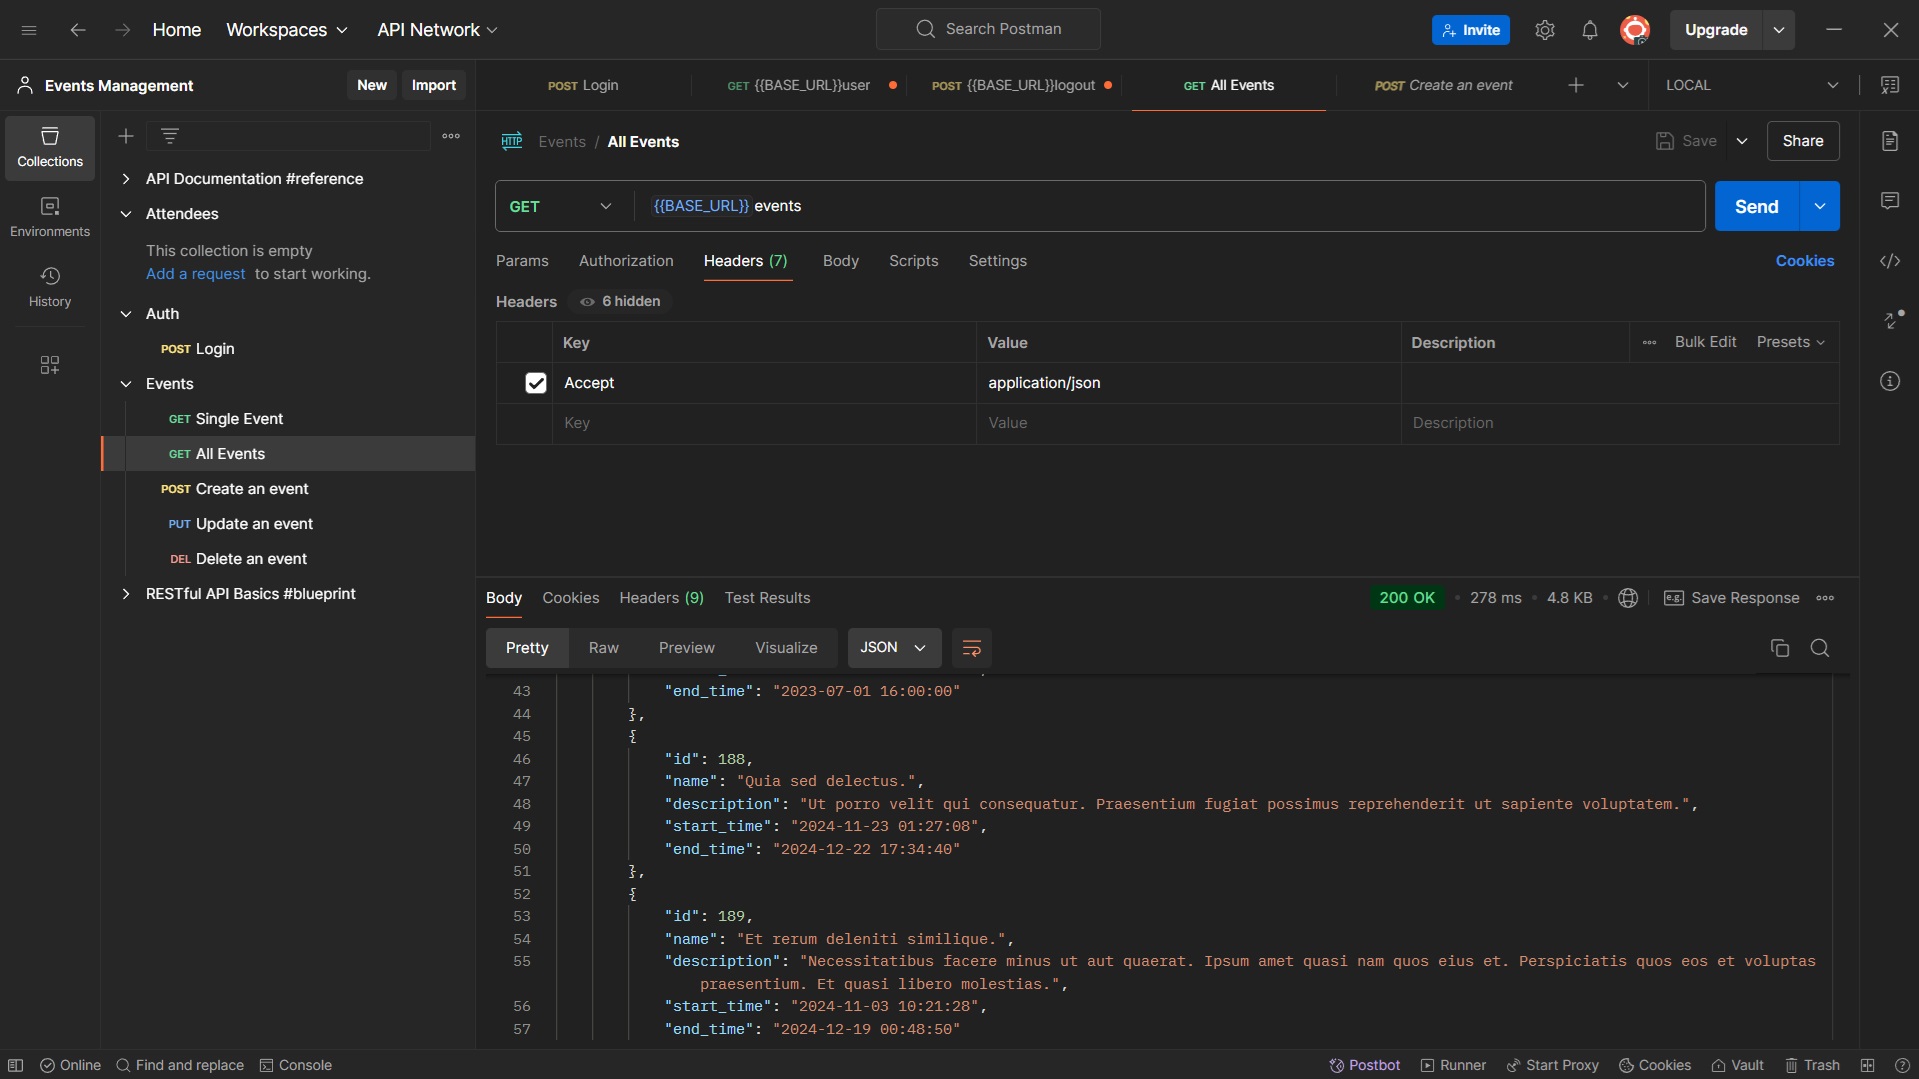 Home Workspaces API Network Search Postman Invite Upgrade
Events Management New Import POST Login GET {{BASE_URL}}user POST {{BASE_URL}}logout GET All Events POST Create an event LOCAL
Collections
Environments
History
API Documentation #reference
Attendees
This collection is empty
Add a request to start working.
Auth
POST Login
Events
GET Single Event
GET All Events
POST Create an event
PUT Update an event
DEL Delete an event
RESTful API Basics #blueprint
HTTP Events / All Events Save Share
GET {{BASE_URL}} events Send
Params Authorization Headers (7) Body Scripts Settings Cookies
Headers 6 hidden
Key Value Description Bulk Edit Presets
Accept application/json
Key Value Description
Body Cookies Headers (9) Test Results 200 OK 278 ms 4.8 KB e.g. Save Response
Pretty Raw Preview Visualize JSON
43 "end_time": "2023-07-01 16:00:00"
44 },
45 {
46 "id": 188,
47 "name": "Quia sed delectus.",
48 "description": "Ut porro velit qui consequatur. Praesentium fugiat possimus reprehenderit ut sapiente voluptatem.",
49 "start_time": "2024-11-23 01:27:08",
50 "end_time": "2024-12-22 17:34:40"
51 },
52 {
53 "id": 189,
54 "name": "Et rerum deleniti similique.",
55 "description": "Necessitatibus facere minus ut aut quaerat. Ipsum amet quasi nam quos eius et. Perspiciatis quos eos et voluptas
praesentium. Et quasi libero molestias.",
56 "start_time": "2024-11-03 10:21:28",
57 "end_time": "2024-12-19 00:48:50"
Online Find and replace Console Postbot Runner Start Proxy Cookies Vault Trash